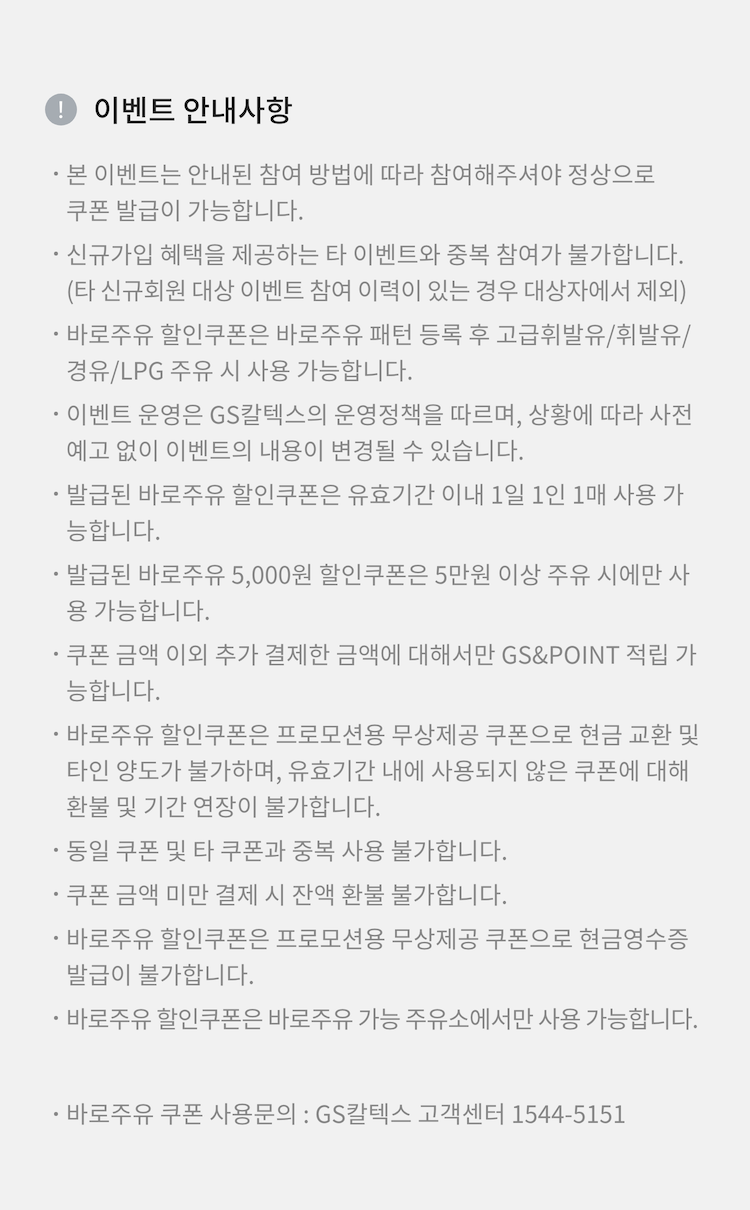 ! 이벤트 안내사항
· 본 이벤트는 안내된 참여 방법에 따라 참여해주셔야 정상으로
쿠폰 발급이 가능합니다.
· 신규가입 혜택을 제공하는 타 이벤트와 중복 참여가 불가합니다.
(타 신규회원 대상 이벤트 참여 이력이 있는 경우 대상자에서 제외)
· 바로주유 할인쿠폰은 바로주유 패턴 등록 후 고급휘발유/휘발유/
경유/LPG 주유 시 사용 가능합니다.
· 이벤트 운영은 GS칼텍스의 운영정책을 따르며, 상황에 따라 사전
예고 없이 이벤트의 내용이 변경될 수 있습니다.
· 발급된 바로주유 할인쿠폰은 유효기간 이내 1일 1인 1매 사용 가
능합니다.
· 발급된 바로주유 5,000원 할인쿠폰은 5만원 이상 주유 시에만 사
용 가능합니다.
· 쿠폰 금액 이외 추가 결제한 금액에 대해서만 GS&POINT 적립 가
능합니다.
· 바로주유 할인쿠폰은 프로모션용 무상제공 쿠폰으로 현금 교환 및
타인 양도가 불가하며, 유효기간 내에 사용되지 않은 쿠폰에 대해
환불 및 기간 연장이 불가합니다.
· 동일 쿠폰 및 타 쿠폰과 중복 사용 불가합니다.
· 쿠폰 금액 미만 결제 시 잔액 환불 불가합니다.
· 바로주유 할인쿠폰은 프로모션용 무상제공 쿠폰으로 현금영수증
발급이 불가합니다.
· 바로주유 할인쿠폰은 바로주유 가능 주유소에서만 사용 가능합니다.
· 바로주유 쿠폰 사용문의 : GS칼텍스 고객센터 1544-5151